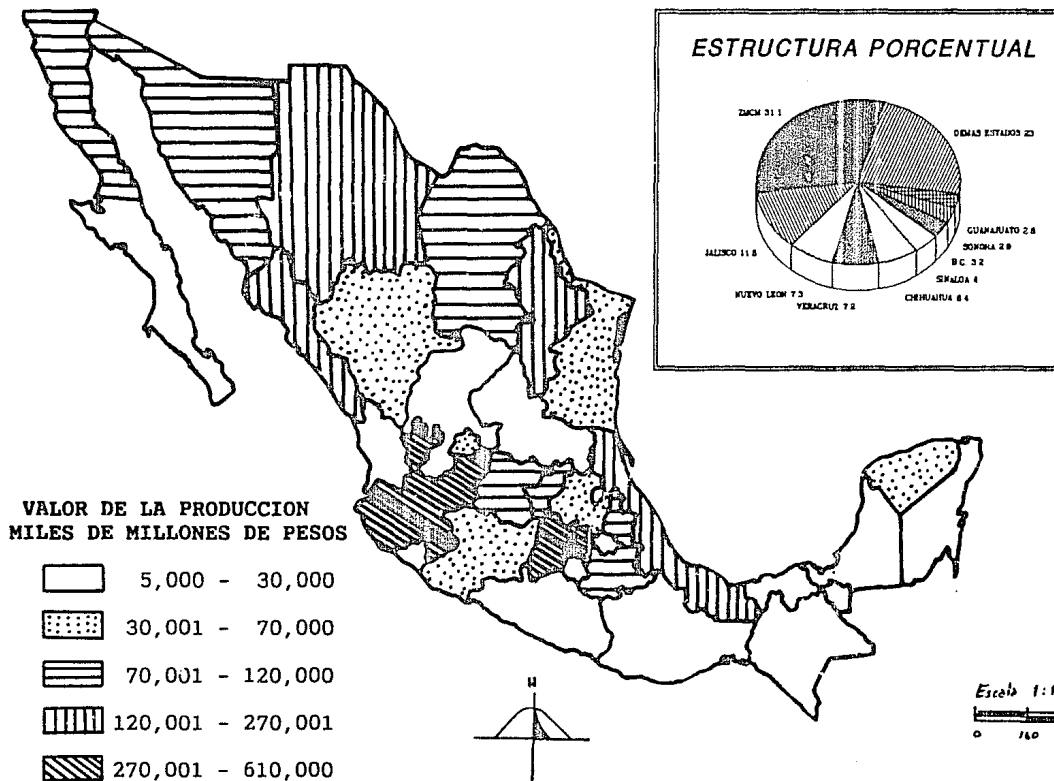 ESTRUCTURA PORCENTUAL
ZMCM 31.1
DEMAS ESTADOS 23
GUANAJUATO 2.8
SONORA 2.9
B.C. 3.2
SINALOA 4
CHIHUAHUA 6.4
VERACRUZ 7.2
NUEVO LEON 7.3
JALISCO 11.8
VALOR DE LA PRODUCCION
MILES DE MILLONES DE PESOS
5,000 - 30,000
30,001 - 70,000
70,001 - 120,000
120,001 - 270,001
270,001 - 610,000
Escala 1:1
0 160